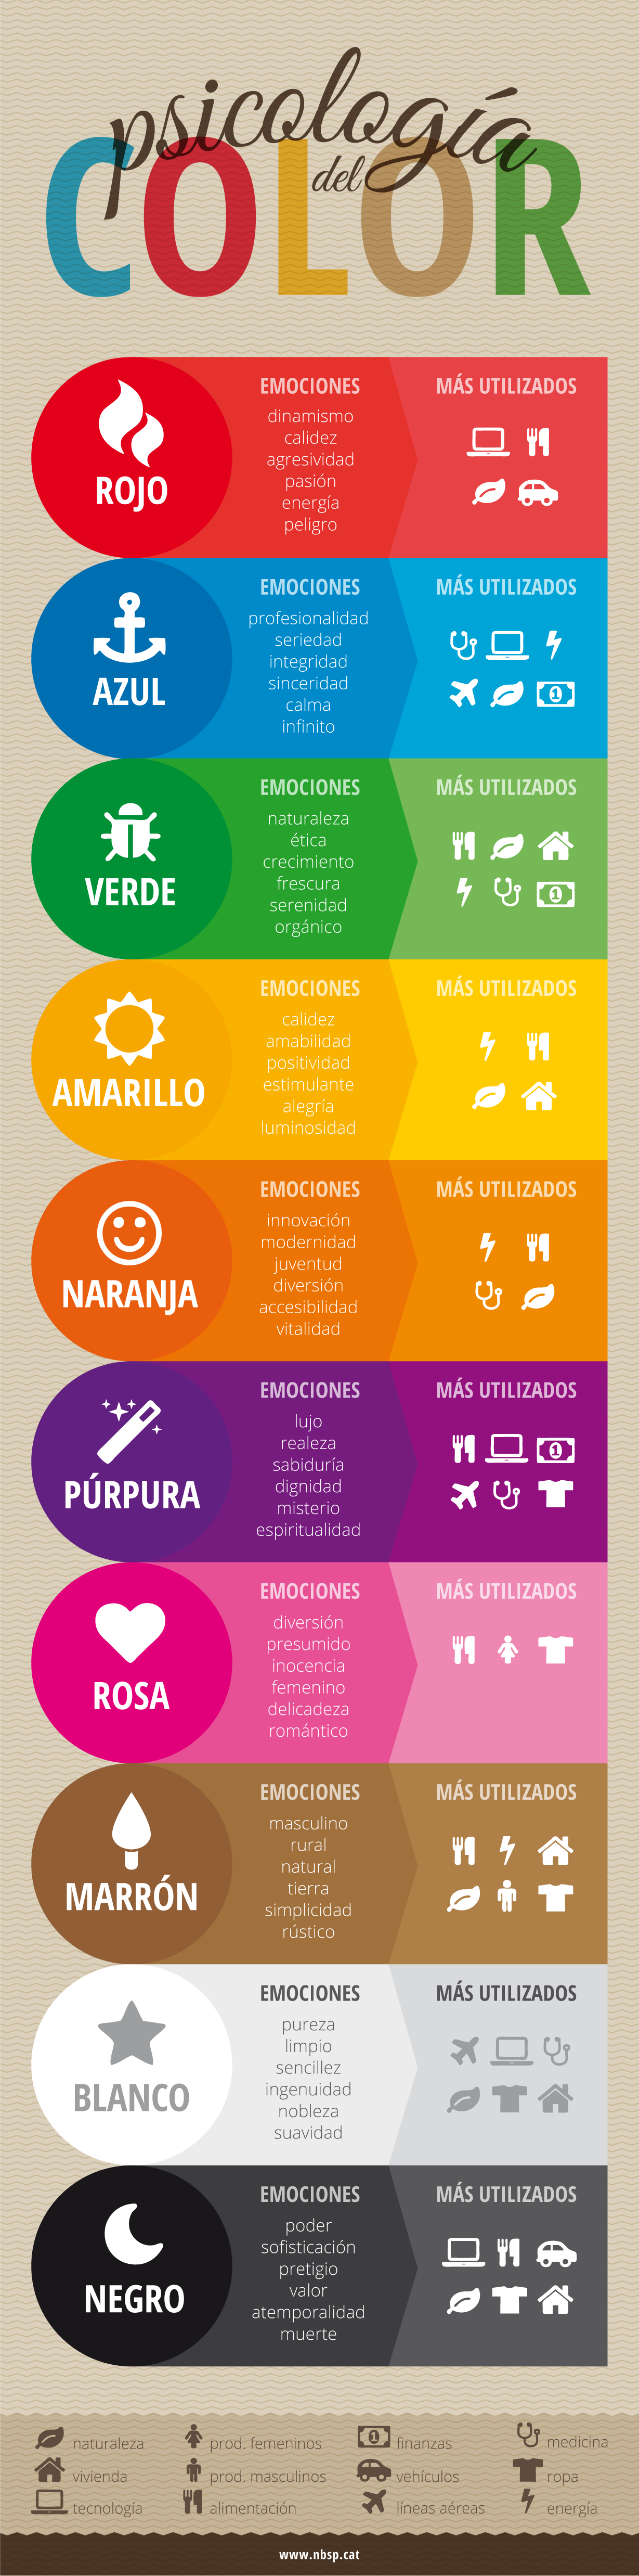 psicología
del
COLOR
EMOCIONES
MÁS UTILIZADOS
dinamismo
calidez
agresividad
pasión
energía
peligro
ROJO
EMOCIONES
MÁS UTILIZADOS
profesionalidad
seriedad
integridad
sinceridad
calma
infinito
AZUL
1
EMOCIONES
MÁS UTILIZADOS
naturaleza
ética
crecimiento
frescura
serenidad
orgánico
VERDE
1
EMOCIONES
MÁS UTILIZADOS
calidez
amabilidad
positividad
estimulante
alegría
luminosidad
AMARILLO
EMOCIONES
MÁS UTILIZADOS
innovación
modernidad
juventud
diversión
accesibilidad
vitalidad
NARANJA
EMOCIONES
MÁS UTILIZADOS
lujo
realeza
sabiduría
dignidad
misterio
espiritualidad
PÚRPURA
1
EMOCIONES
MÁS UTILIZADOS
diversión
presumido
inocencia
femenino
delicadeza
romántico
ROSA
EMOCIONES
MÁS UTILIZADOS
masculino
rural
natural
tierra
simplicidad
rústico
MARRÓN
EMOCIONES
MÁS UTILIZADOS
pureza
limpio
sencillez
ingenuidad
nobleza
suavidad
BLANCO
EMOCIONES
MÁS UTILIZADOS
poder
sofisticación
pretigio
valor
atemporalidad
muerte
NEGRO
naturaleza prod. femeninos 1 finanzas medicina
vivienda prod. masculinos vehículos ropa
tecnología alimentación líneas aéreas energía
www.nbsp.cat